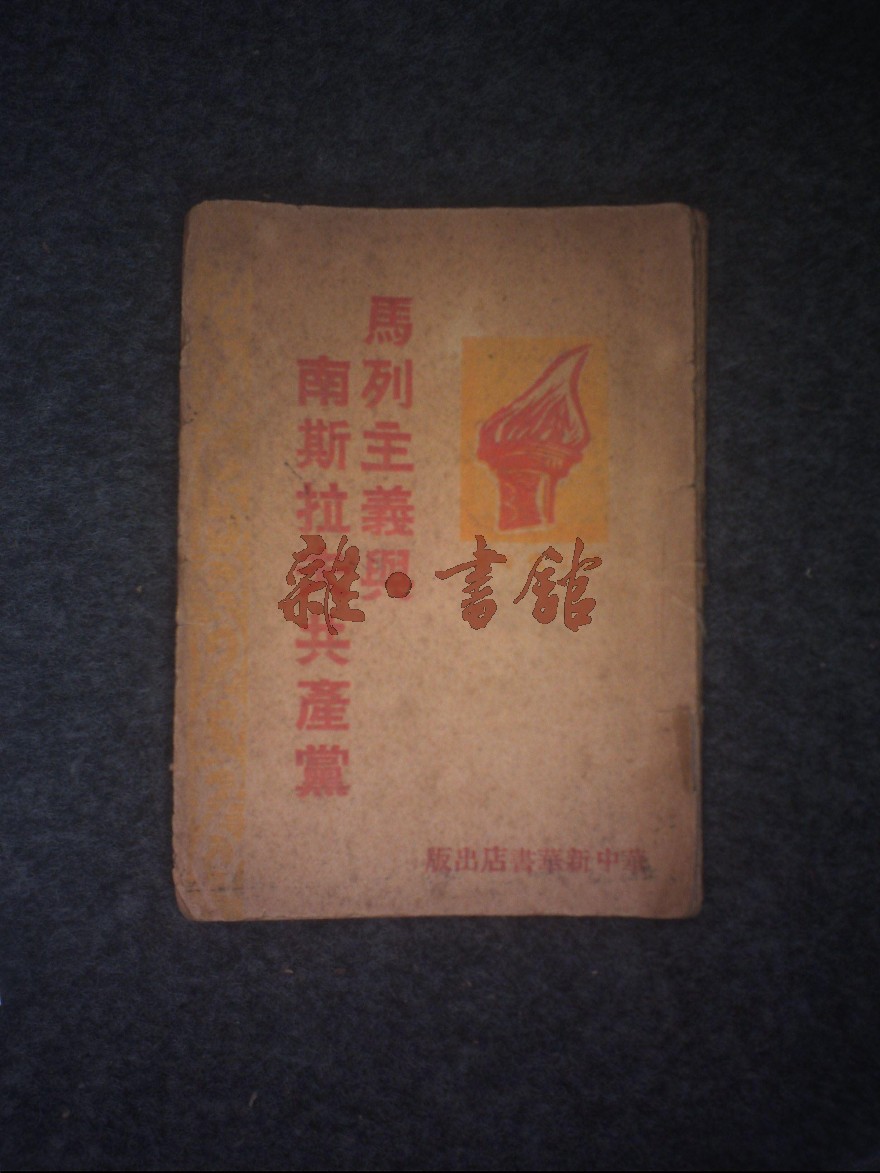 馬列主義與
南斯拉夫共產黨
華中新華書店出版
雜·書館